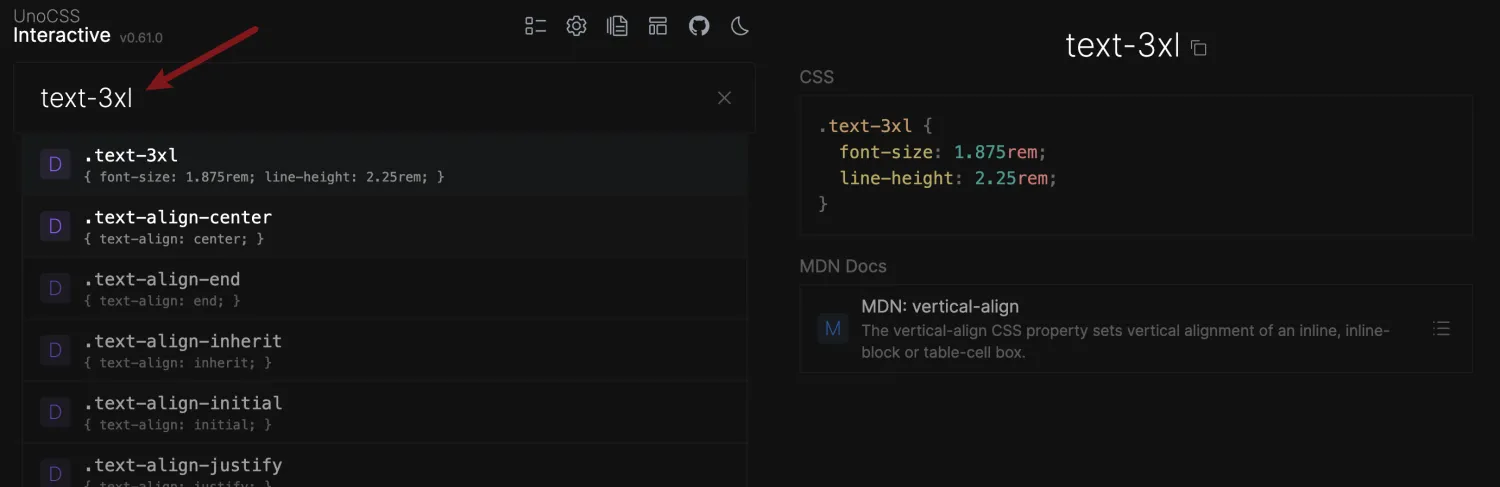 UnoCSS
Interactive v0.61.0
text-3xl
D
.text-3xl
{ font-size: 1.875rem; line-height: 2.25rem; }
D
.text-align-center
{ text-align: center; }
D
.text-align-end
{ text-align: end; }
D
.text-align-inherit
{ text-align: inherit; }
D
.text-align-initial
{ text-align: initial; }
D
.text-align-justify
{ text-align: justify; }
text-3xl
CSS
.text-3xl {
font-size: 1.875rem;
line-height: 2.25rem;
}
MDN Docs
M
MDN: vertical-align
The vertical-align CSS property sets vertical alignment of an inline, inline-
block or table-cell box.